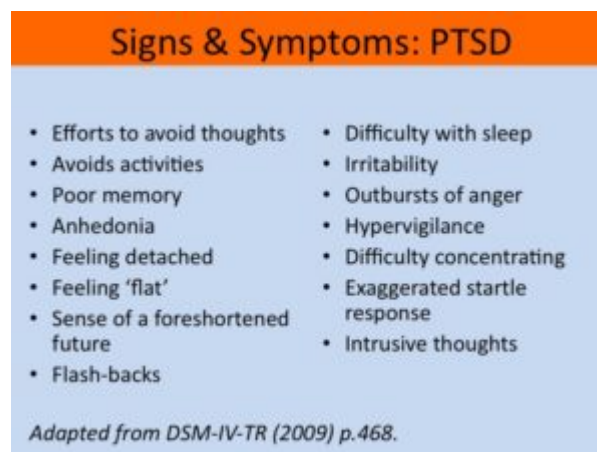 Signs & Symptoms: PTSD
• Efforts to avoid thoughts
• Avoids activities
• Poor memory
• Anhedonia
• Feeling detached
• Feeling ‘flat’
• Sense of a foreshortened
future
• Flash-backs
• Difficulty with sleep
• Irritability
• Outbursts of anger
• Hypervigilance
• Difficulty concentrating
• Exaggerated startle
response
• Intrusive thoughts
Adapted from DSM-IV-TR (2009) p.468.